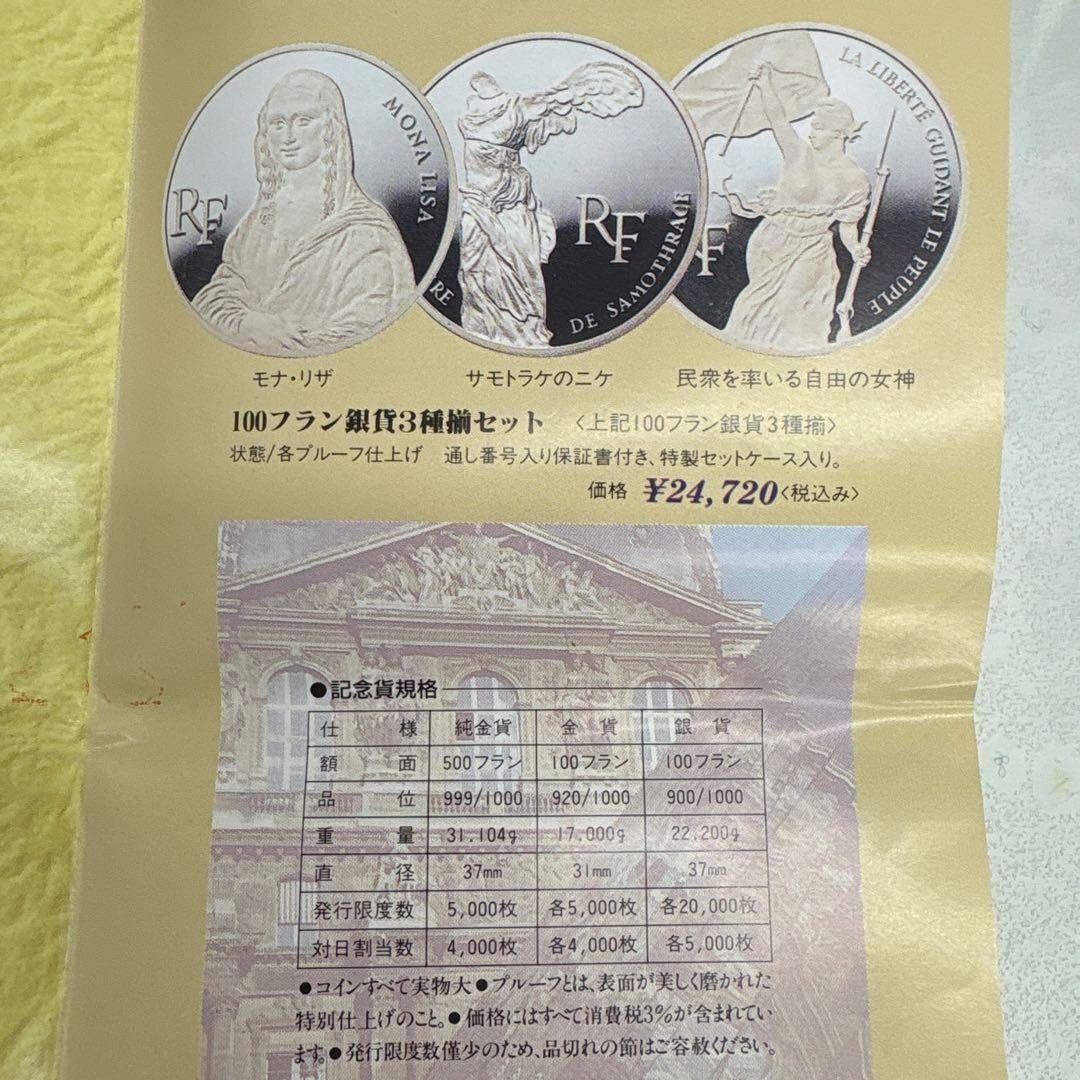 MONA LISA
RF
RE
DE SAMOTHRACE
RF
LA LIBERTÉ GUIDANT LE PEUPLE
F
モナ・リザ
サモトラケのニケ
民衆を率いる自由の女神
100フラン銀貨3種揃セット 〈上記100フラン銀貨3種揃〉
状態/各プルーフ仕上げ 通し番号入り保証書付き、特製セットケース入り。
価格 ¥24,720〈税込み〉
●記念貨規格
仕様 純金貨 金貨 銀貨
額面 500フラン 100フラン 100フラン
品位 999/1000 920/1000 900/1000
重量 31.104g 17.000g 22.200g
直径 37mm 31mm 37mm
発行限度数 5,000枚 各5,000枚 各20,000枚
対日割当数 4,000枚 各4,000枚 各5,000枚
●コインすべて実物大●プルーフとは、表面が美しく磨かれた
特別仕上げのこと。●価格にはすべて消費税3%が含まれてい
ます。●発行限度数僅少のため、品切れの節はご容赦ください。